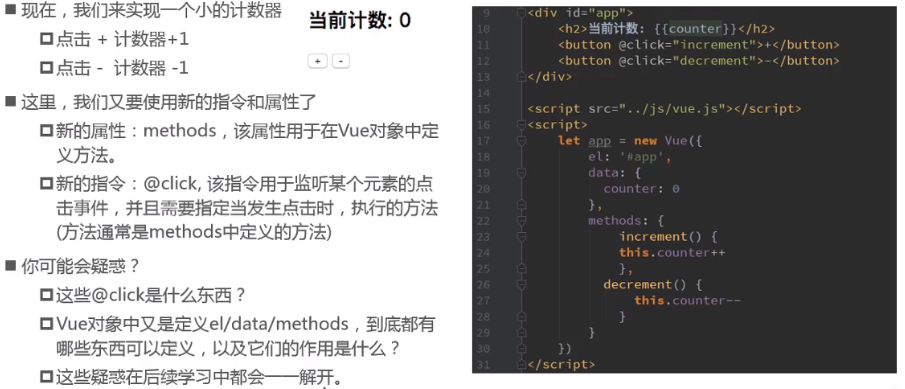 现在，我们来实现一个小的计数器
点击 + 计数器+1
点击 - 计数器 -1
这里，我们又要使用新的指令和属性了
新的属性：methods，该属性用于在Vue对象中定
义方法。
新的指令：@click, 该指令用于监听某个元素的点
击事件，并且需要指定当发生点击时，执行的方法
(方法通常是methods中定义的方法)
你可能会疑惑？
这些@click是什么东西？
Vue对象中又是定义el/data/methods，到底都有
哪些东西可以定义，以及它们的作用是什么？
这些疑惑在后续学习中都会一一解开。
当前计数: 0
+ -
9 <div id="app">
10 <h2>当前计数: {{counter}}</h2>
11 <button @click="increment">+</button>
12 <button @click="decrement">-</button>
13 </div>
14
15 <script src="../js/vue.js"></script>
16 <script>
17 let app = new Vue({
18 el: '#app',
19 data: {
20 counter: 0
21 },
22 methods: {
23 increment() {
24 this.counter++
25 },
26 decrement() {
27 this.counter--
28 }
29 }
30 })
31 </script>